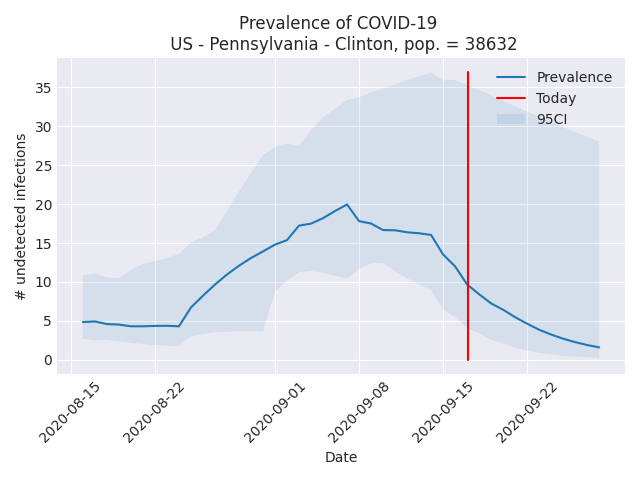 Prevalence of COVID-19
US - Pennsylvania - Clinton, pop. = 38632
Prevalence
Today
95CI
# undetected infections
35
30
25
20
15
10
5
0
2020-08-15
2020-08-22
2020-09-01
2020-09-08
2020-09-15
2020-09-22
Date